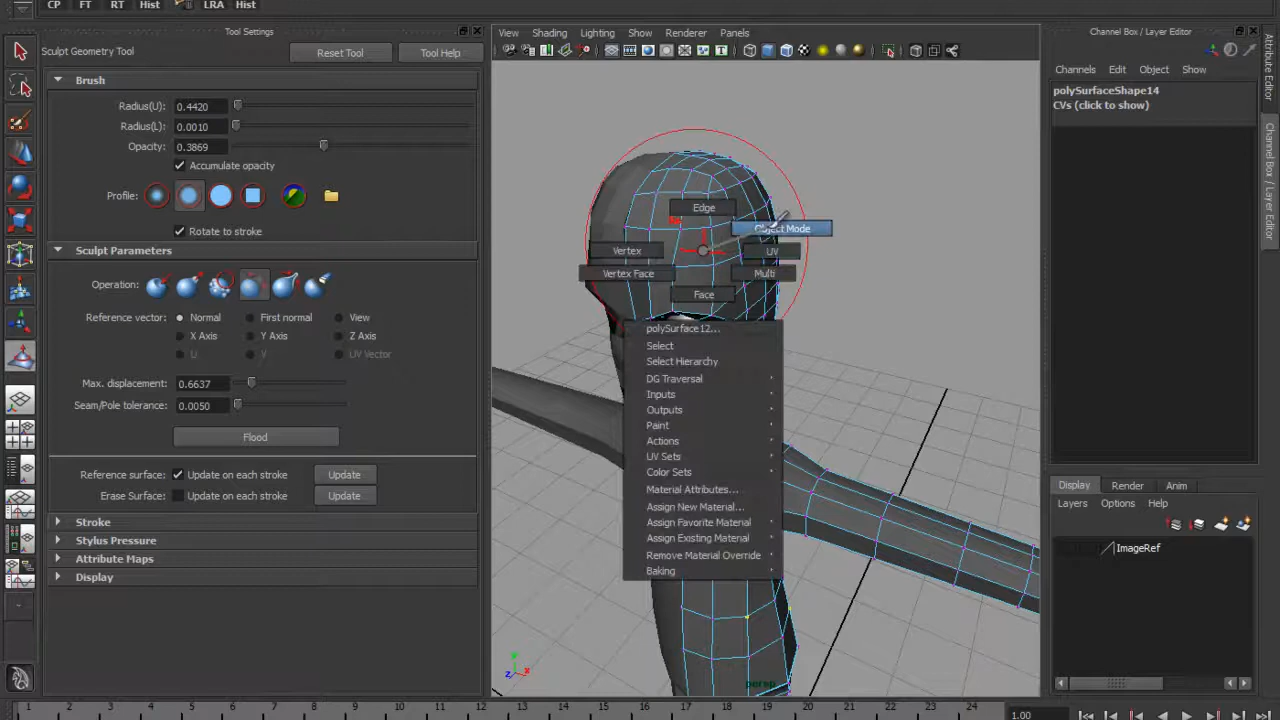 CP FT RT Hist LRA Hist
Tool Settings
Sculpt Geometry Tool
Reset Tool
Tool Help
Brush
Radius(U): 0.4420
Radius(L): 0.0010
Opacity: 0.3869
Accumulate opacity
Profile:
Rotate to stroke
Sculpt Parameters
Operation:
Reference vector: Normal First normal View
X Axis Y Axis Z Axis
U V UV Vector
Max. displacement: 0.6637
Seam/Pole tolerance: 0.0050
Flood
Reference surface: Update on each stroke Update
Erase Surface: Update on each stroke Update
Stroke
Stylus Pressure
Attribute Maps
Display
View Shading Lighting Show Renderer Panels
Edge
Object Mode
Vertex
UV
Vertex Face
Multi
Face
polySurface12...
Select
Select Hierarchy
DG Traversal
Inputs
Outputs
Paint
Actions
UV Sets
Color Sets
Material Attributes...
Assign New Material...
Assign Favorite Material
Assign Existing Material
Remove Material Override
Baking
y
z x
persp
Channel Box / Layer Editor
Channels Edit Object Show
polySurfaceShape14
CVs (click to show)
Display Render Anim
Layers Options Help
ImageRef
Attribute Editor
Channel Box / Layer Editor
1 2 3 4 5 6 7 8 9 10 11 12 13 14 15 16 17 18 19 20 21 22 23 24
1.00